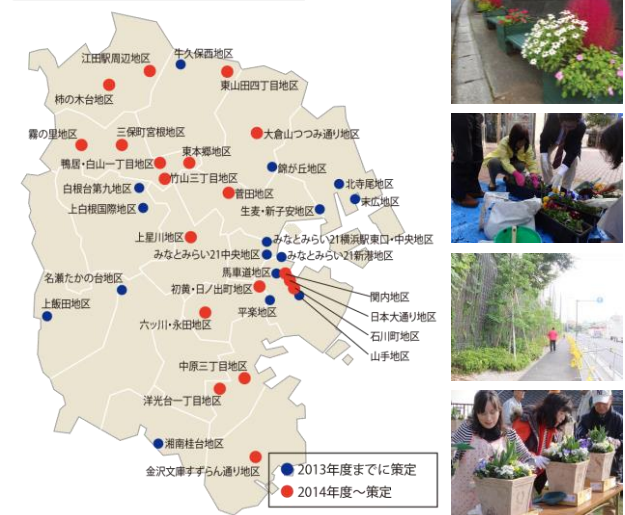 江田駅周辺地区
牛久保西地区
東山田四丁目地区
柿の木台地区
霧の里地区
三保町宮根地区
大倉山つつみ通り地区
東本郷地区
鴨居・白山一丁目地区
錦が丘地区
竹山三丁目地区
白根台第九地区
菅田地区
北寺尾地区
末広地区
上白根国際地区
生麦・新子安地区
上星川地区
みなとみらい21横浜駅東口・中央地区
みなとみらい21中央地区
みなとみらい21新港地区
名瀬たかの台地区
馬車道地区
初黄・日ノ出町地区
関内地区
上飯田地区
平楽地区
日本大通り地区
六ッ川・永田地区
石川町地区
山手地区
中原三丁目地区
洋光台一丁目地区
湘南桂台地区
金沢文庫すずらん通り地区
2013年度までに策定
2014年度～策定